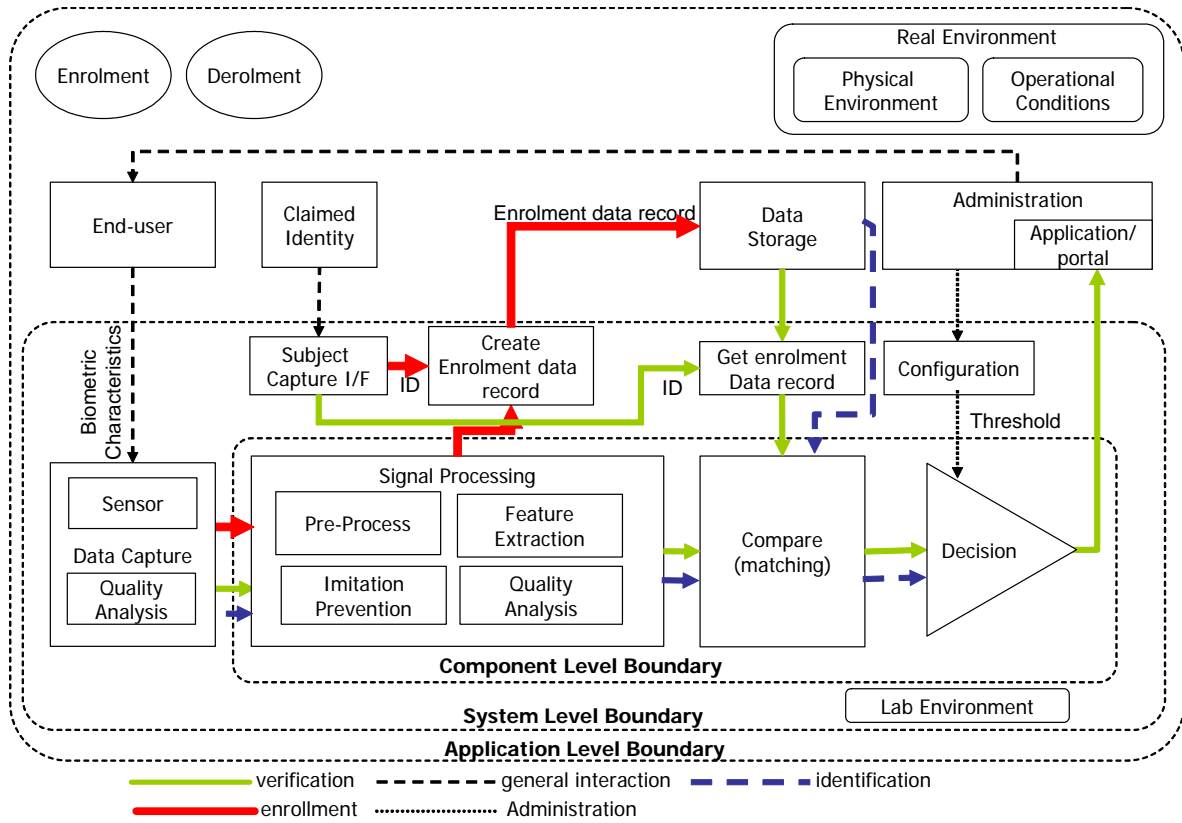 Real Environment
Enrolment
Derolment
Physical
Environment
Operational
Conditions
End-user
Claimed
Identity
Enrolment data record
Data
Storage
Administration
Application/
portal
Biometric
Characteristics
Subject
Capture I/F
ID
Create
Enrolment data
record
ID
Get enrolment
Data record
Configuration
Threshold
Sensor
Data Capture
Quality
Analysis
Signal Processing
Pre-Process
Feature
Extraction
Imitation
Prevention
Quality
Analysis
Compare
(matching)
Decision
Component Level Boundary
Lab Environment
System Level Boundary
Application Level Boundary
verification
general interaction
identification
enrollment
Administration